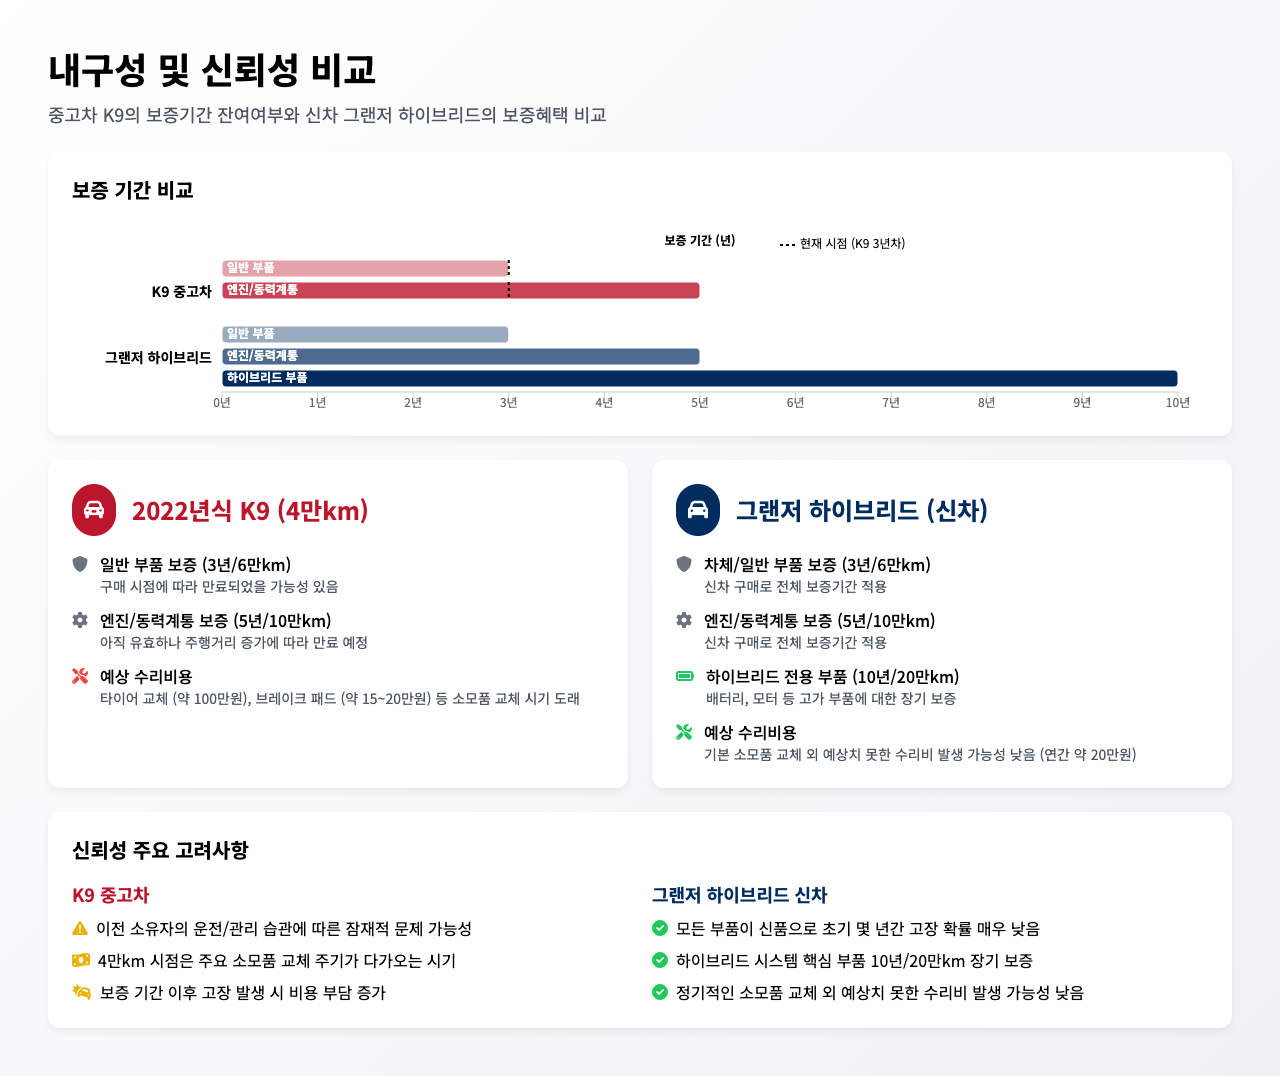 내구성 및 신뢰성 비교
중고차 K9의 보증기간 잔여여부와 신차 그랜저 하이브리드의 보증혜택 비교
보증 기간 비교
보증 기간 (년)
현재 시점 (K9 3년차)
K9 중고차
일반 부품
엔진/동력계통
그랜저 하이브리드
일반 부품
엔진/동력계통
하이브리드 부품
0년 1년 2년 3년 4년 5년 6년 7년 8년 9년 10년
2022년식 K9 (4만km)
일반 부품 보증 (3년/6만km)
구매 시점에 따라 만료되었을 가능성 있음
엔진/동력계통 보증 (5년/10만km)
아직 유효하나 주행거리 증가에 따라 만료 예정
예상 수리비용
타이어 교체 (약 100만원), 브레이크 패드 (약 15~20만원) 등 소모품 교체 시기 도래
그랜저 하이브리드 (신차)
차체/일반 부품 보증 (3년/6만km)
신차 구매로 전체 보증기간 적용
엔진/동력계통 보증 (5년/10만km)
신차 구매로 전체 보증기간 적용
하이브리드 전용 부품 (10년/20만km)
배터리, 모터 등 고가 부품에 대한 장기 보증
예상 수리비용
기본 소모품 교체 외 예상치 못한 수리비 발생 가능성 낮음 (연간 약 20만원)
신뢰성 주요 고려사항
K9 중고차
이전 소유자의 운전/관리 습관에 따른 잠재적 문제 가능성
4만km 시점은 주요 소모품 교체 주기가 다가오는 시기
보증 기간 이후 고장 발생 시 비용 부담 증가
그랜저 하이브리드 신차
모든 부품이 신품으로 초기 몇 년간 고장 확률 매우 낮음
하이브리드 시스템 핵심 부품 10년/20만km 장기 보증
정기적인 소모품 교체 외 예상치 못한 수리비 발생 가능성 낮음